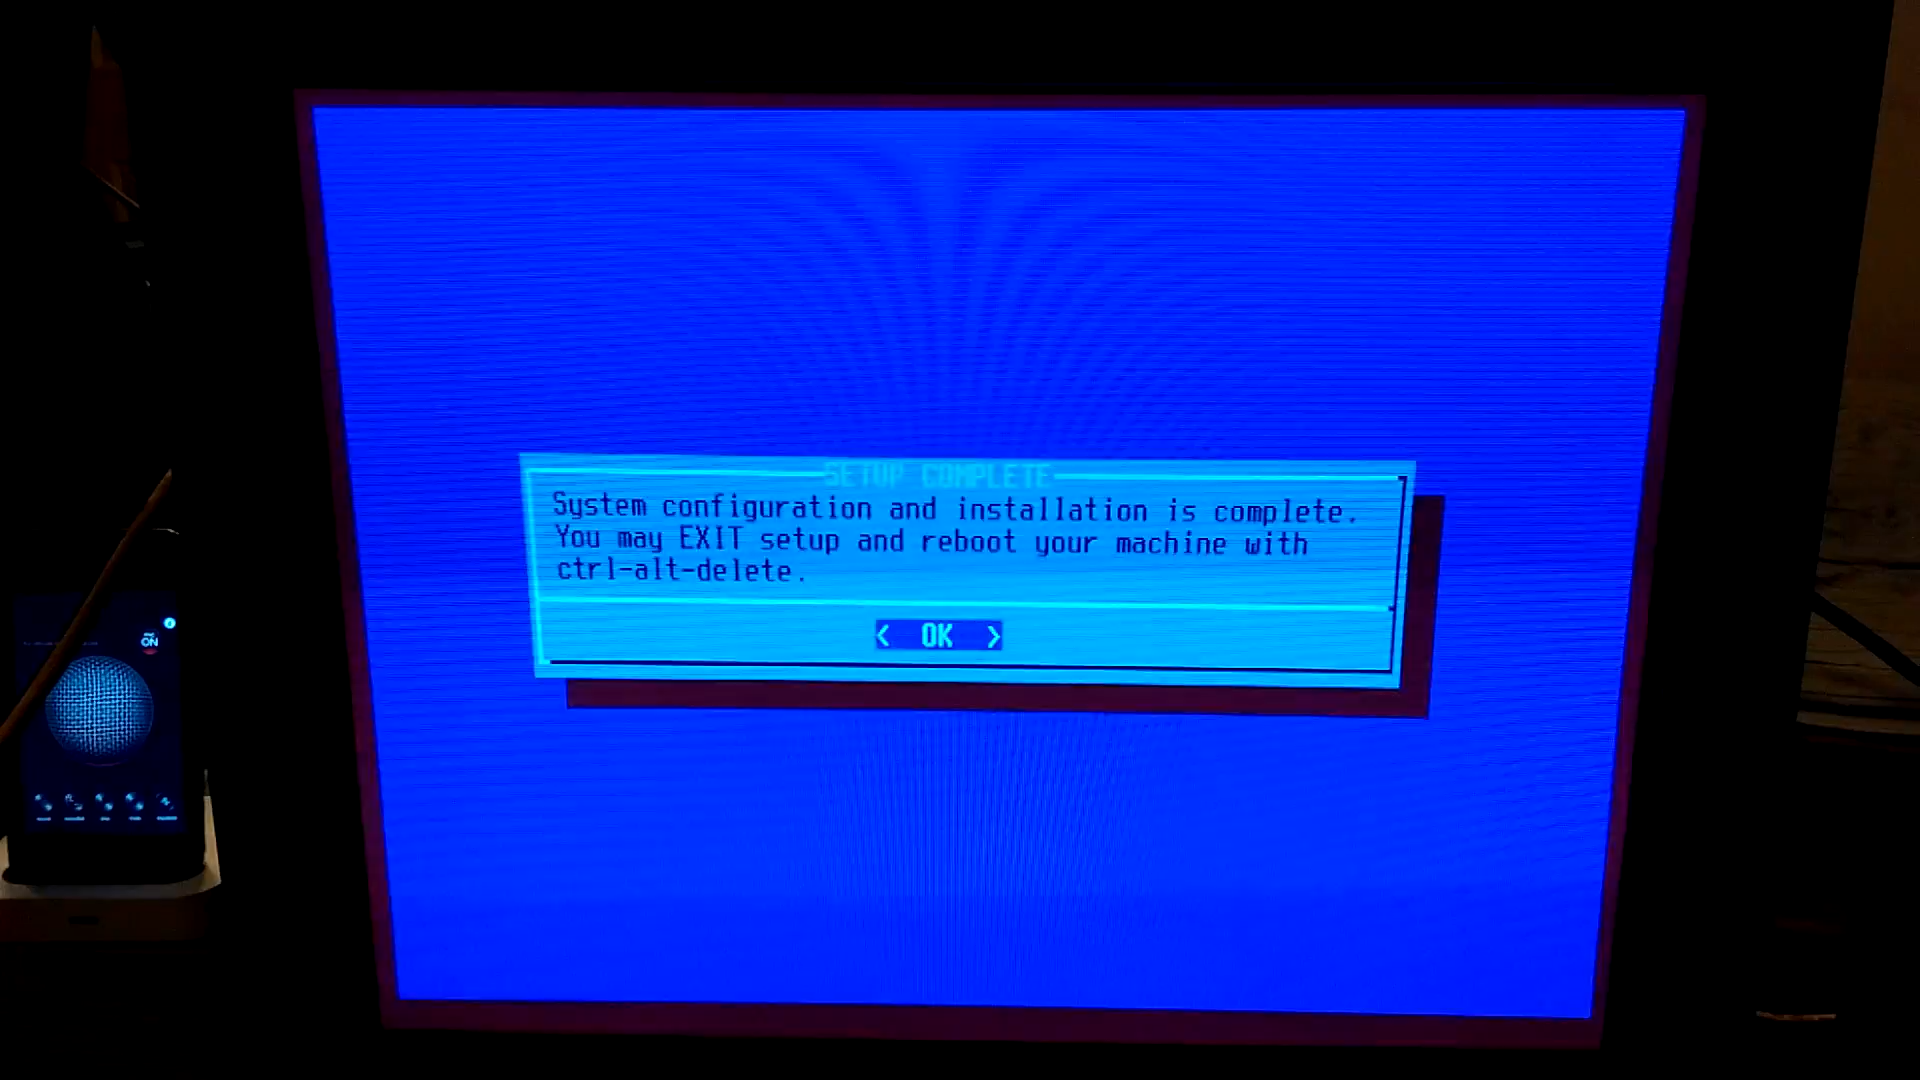 SETUP COMPLETE
System configuration and installation is complete.
You may EXIT setup and reboot your machine with
ctrl-alt-delete.
< OK >
ON